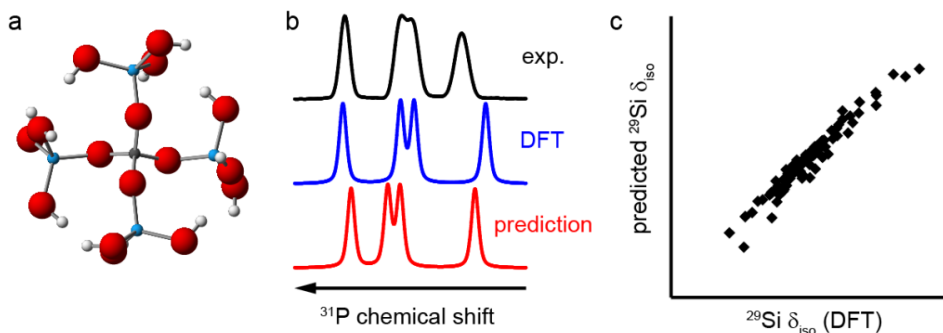 a
b
c
exp.
DFT
prediction
³¹P chemical shift
predicted ²⁹Si δiso
²⁹Si δiso (DFT)